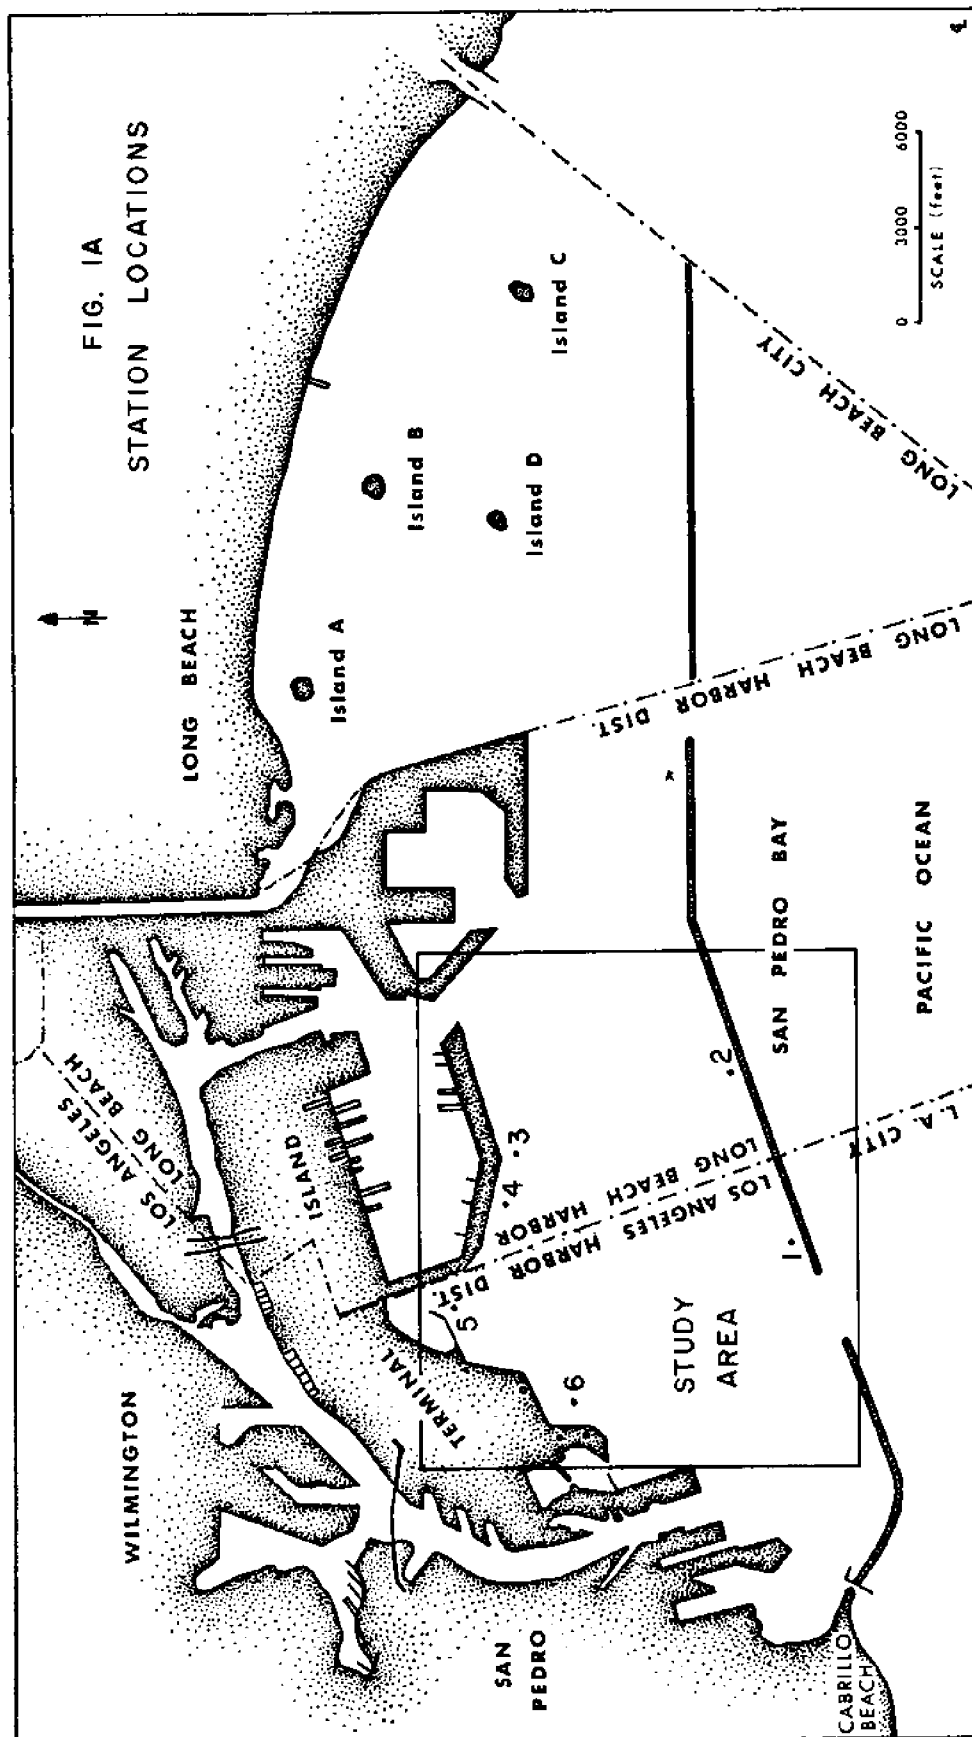 FIG. 1A
STATION LOCATIONS
WILMINGTON
LONG BEACH
N
LOS ANGELES
LONG BEACH
Island A
Island B
Island C
Island D
TERMINAL
ISLAND
SAN
PEDRO
CABRILLO
BEACH
STUDY
AREA
1
2
3
4
5
6
LOS ANGELES HARBOR DIST.
LONG BEACH HARBOR
L.A. CITY
LONG BEACH HARBOR DIST.
LONG BEACH CITY
SAN PEDRO BAY
PACIFIC OCEAN
0 3000 6000
SCALE (feet)